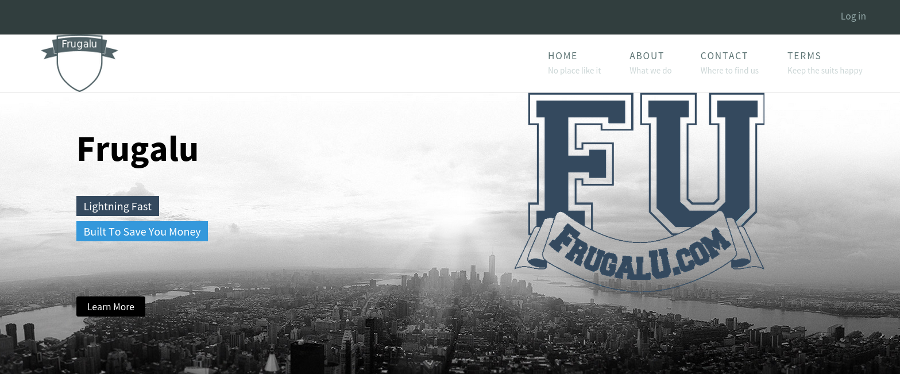 Log in
Frugalu
HOME
No place like it
ABOUT
What we do
CONTACT
Where to find us
TERMS
Keep the suits happy
FU
FRUGALU.COM
Frugalu
Lightning Fast
Built To Save You Money
Learn More